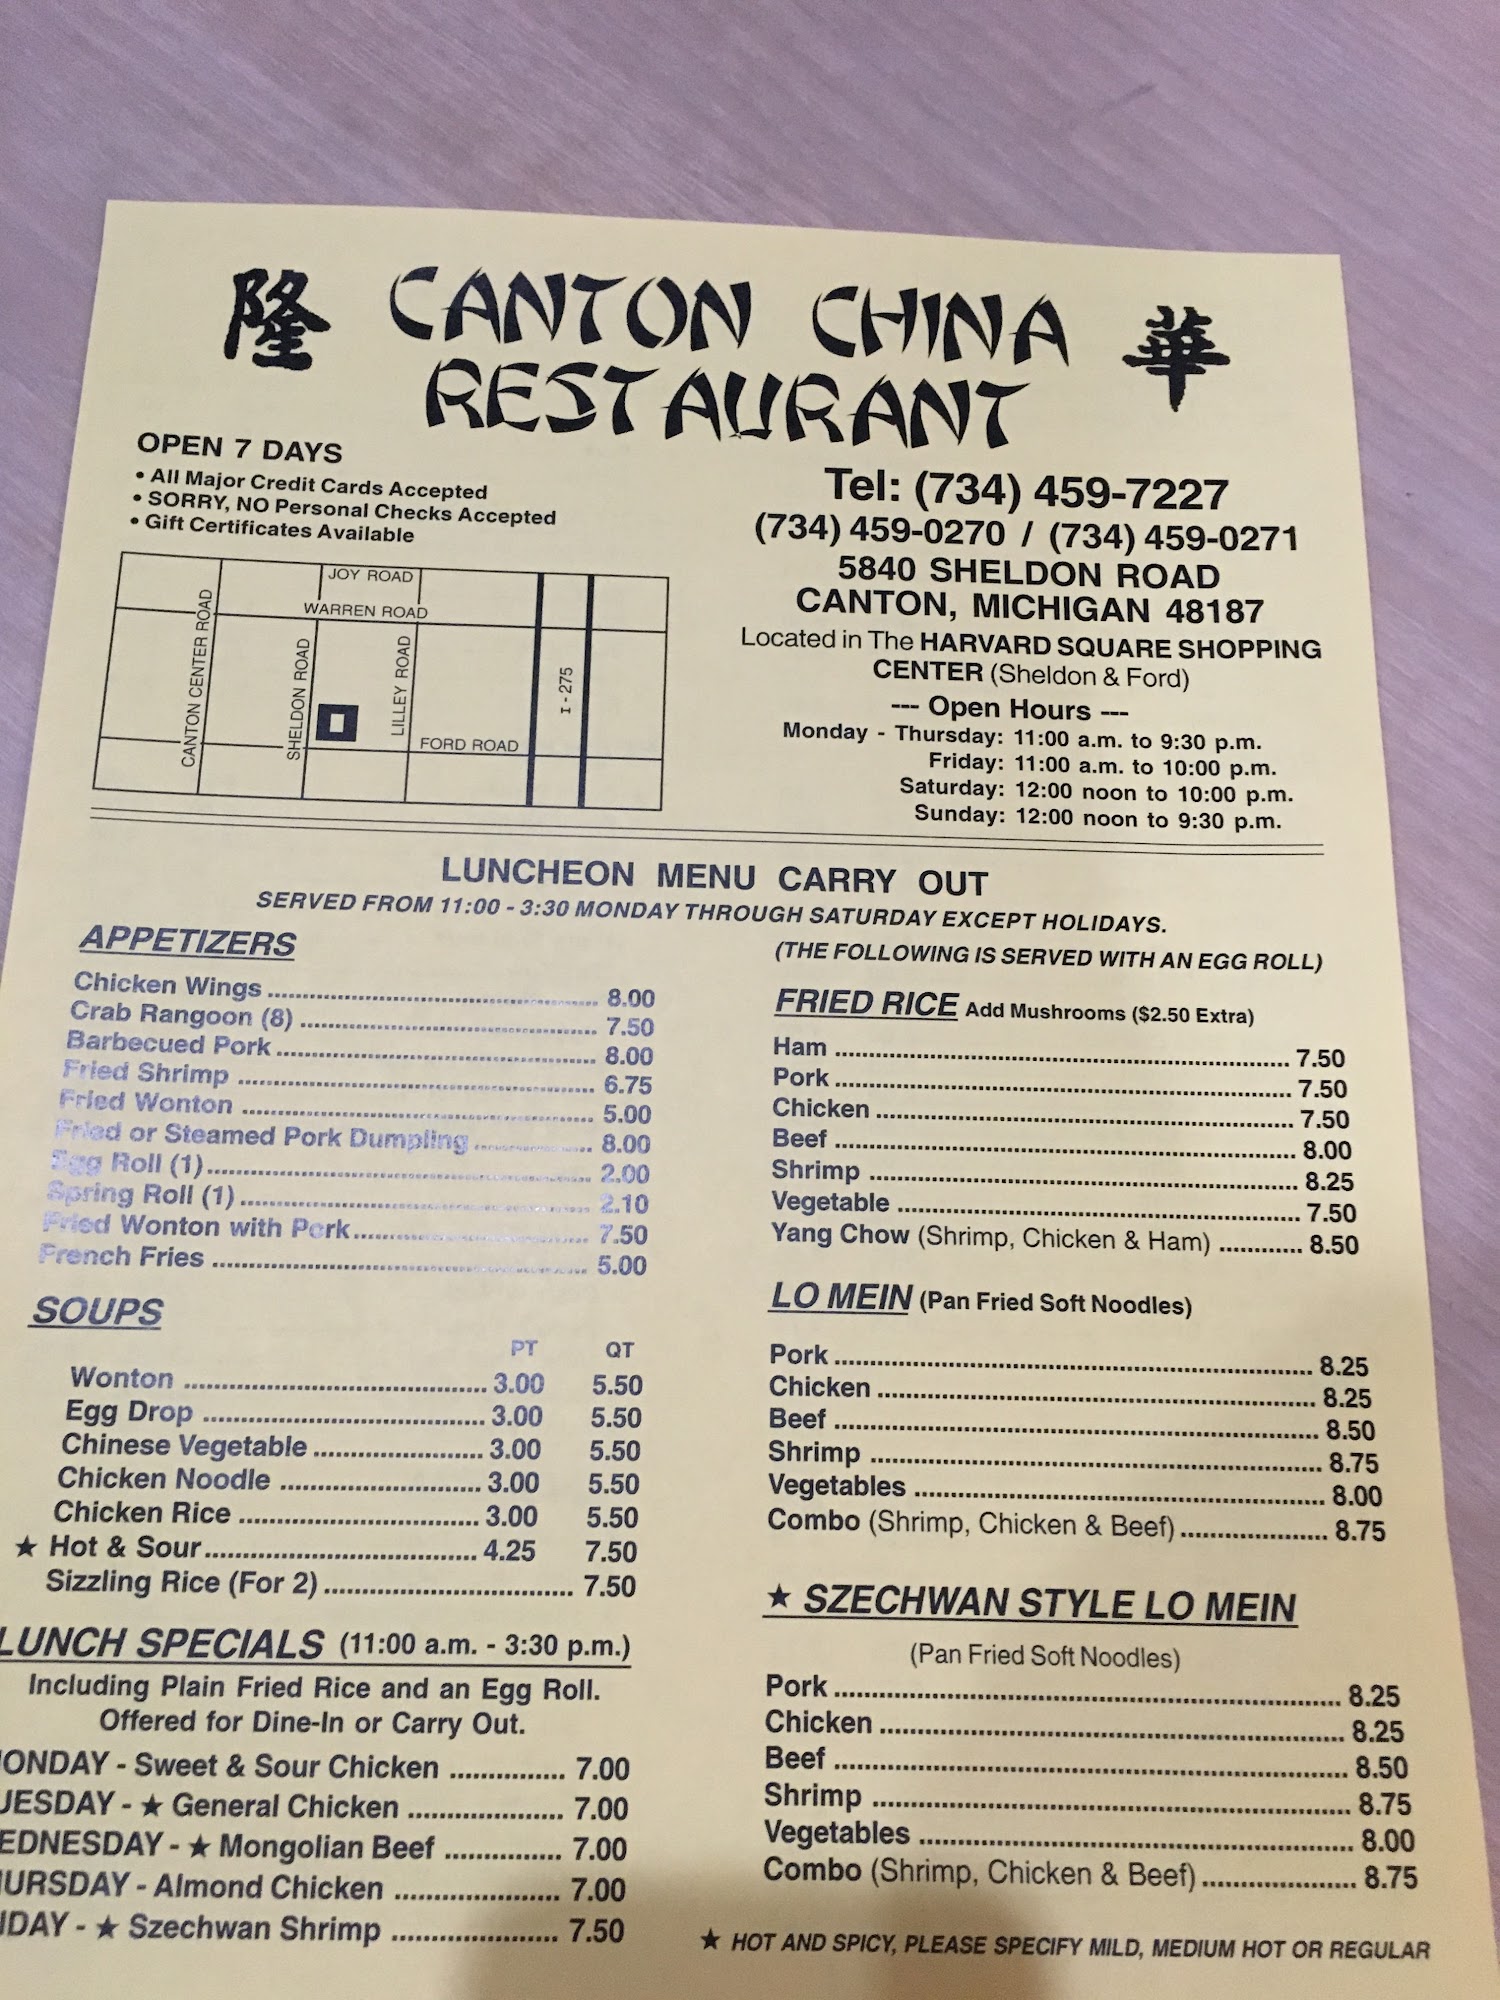 隆 CANTON CHINA 華
RESTAURANT
OPEN 7 DAYS
• All Major Credit Cards Accepted
• SORRY, NO Personal Checks Accepted
• Gift Certificates Available
JOY ROAD
WARREN ROAD
CANTON CENTER ROAD
SHELDON ROAD
LILLEY ROAD
I - 275
FORD ROAD
Tel: (734) 459-7227
(734) 459-0270 / (734) 459-0271
5840 SHELDON ROAD
CANTON, MICHIGAN 48187
Located in The HARVARD SQUARE SHOPPING
CENTER (Sheldon & Ford)
--- Open Hours ---
Monday - Thursday: 11:00 a.m. to 9:30 p.m.
Friday: 11:00 a.m. to 10:00 p.m.
Saturday: 12:00 noon to 10:00 p.m.
Sunday: 12:00 noon to 9:30 p.m.
LUNCHEON MENU CARRY OUT
SERVED FROM 11:00 - 3:30 MONDAY THROUGH SATURDAY EXCEPT HOLIDAYS.
APPETIZERS
Chicken Wings 8.00
Crab Rangoon (8) 7.50
Barbecued Pork 8.00
Fried Shrimp 6.75
Fried Wonton 5.00
Fried or Steamed Pork Dumpling 8.00
Egg Roll (1) 2.00
Spring Roll (1) 2.10
Fried Wonton with Pork 7.50
French Fries 5.00
SOUPS
PT QT
Wonton 3.00 5.50
Egg Drop 3.00 5.50
Chinese Vegetable 3.00 5.50
Chicken Noodle 3.00 5.50
Chicken Rice 3.00 5.50
★ Hot & Sour 4.25 7.50
Sizzling Rice (For 2) 7.50
LUNCH SPECIALS (11:00 a.m. - 3:30 p.m.)
Including Plain Fried Rice and an Egg Roll.
Offered for Dine-In or Carry Out.
ONDAY - Sweet & Sour Chicken 7.00
UESDAY - ★ General Chicken 7.00
EDNESDAY - ★ Mongolian Beef 7.00
URSDAY - Almond Chicken 7.00
IDAY - ★ Szechwan Shrimp 7.50
(THE FOLLOWING IS SERVED WITH AN EGG ROLL)
FRIED RICE Add Mushrooms ($2.50 Extra)
Ham 7.50
Pork 7.50
Chicken 7.50
Beef 8.00
Shrimp 8.25
Vegetable 7.50
Yang Chow (Shrimp, Chicken & Ham) 8.50
LO MEIN (Pan Fried Soft Noodles)
Pork 8.25
Chicken 8.25
Beef 8.50
Shrimp 8.75
Vegetables 8.00
Combo (Shrimp, Chicken & Beef) 8.75
★ SZECHWAN STYLE LO MEIN
(Pan Fried Soft Noodles)
Pork 8.25
Chicken 8.25
Beef 8.50
Shrimp 8.75
Vegetables 8.00
Combo (Shrimp, Chicken & Beef) 8.75
★ HOT AND SPICY, PLEASE SPECIFY MILD, MEDIUM HOT OR REGULAR